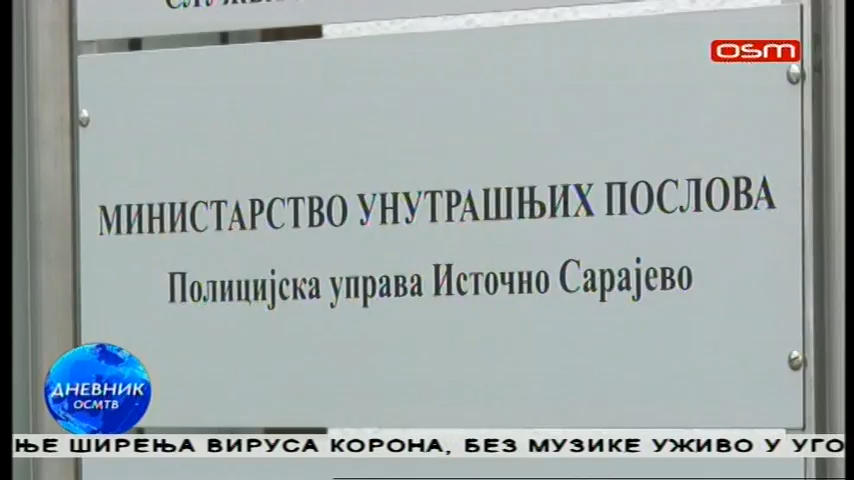 osm
МИНИСТАРСТВО УНУТРАШЊИХ ПОСЛОВА
Полицијска управа Источно Сарајево
ДНЕВНИК
ОСМТВ
ЊЕ ШИРЕЊА ВИРУСА КОРОНА, БЕЗ МУЗИКЕ УЖИВО У УГО